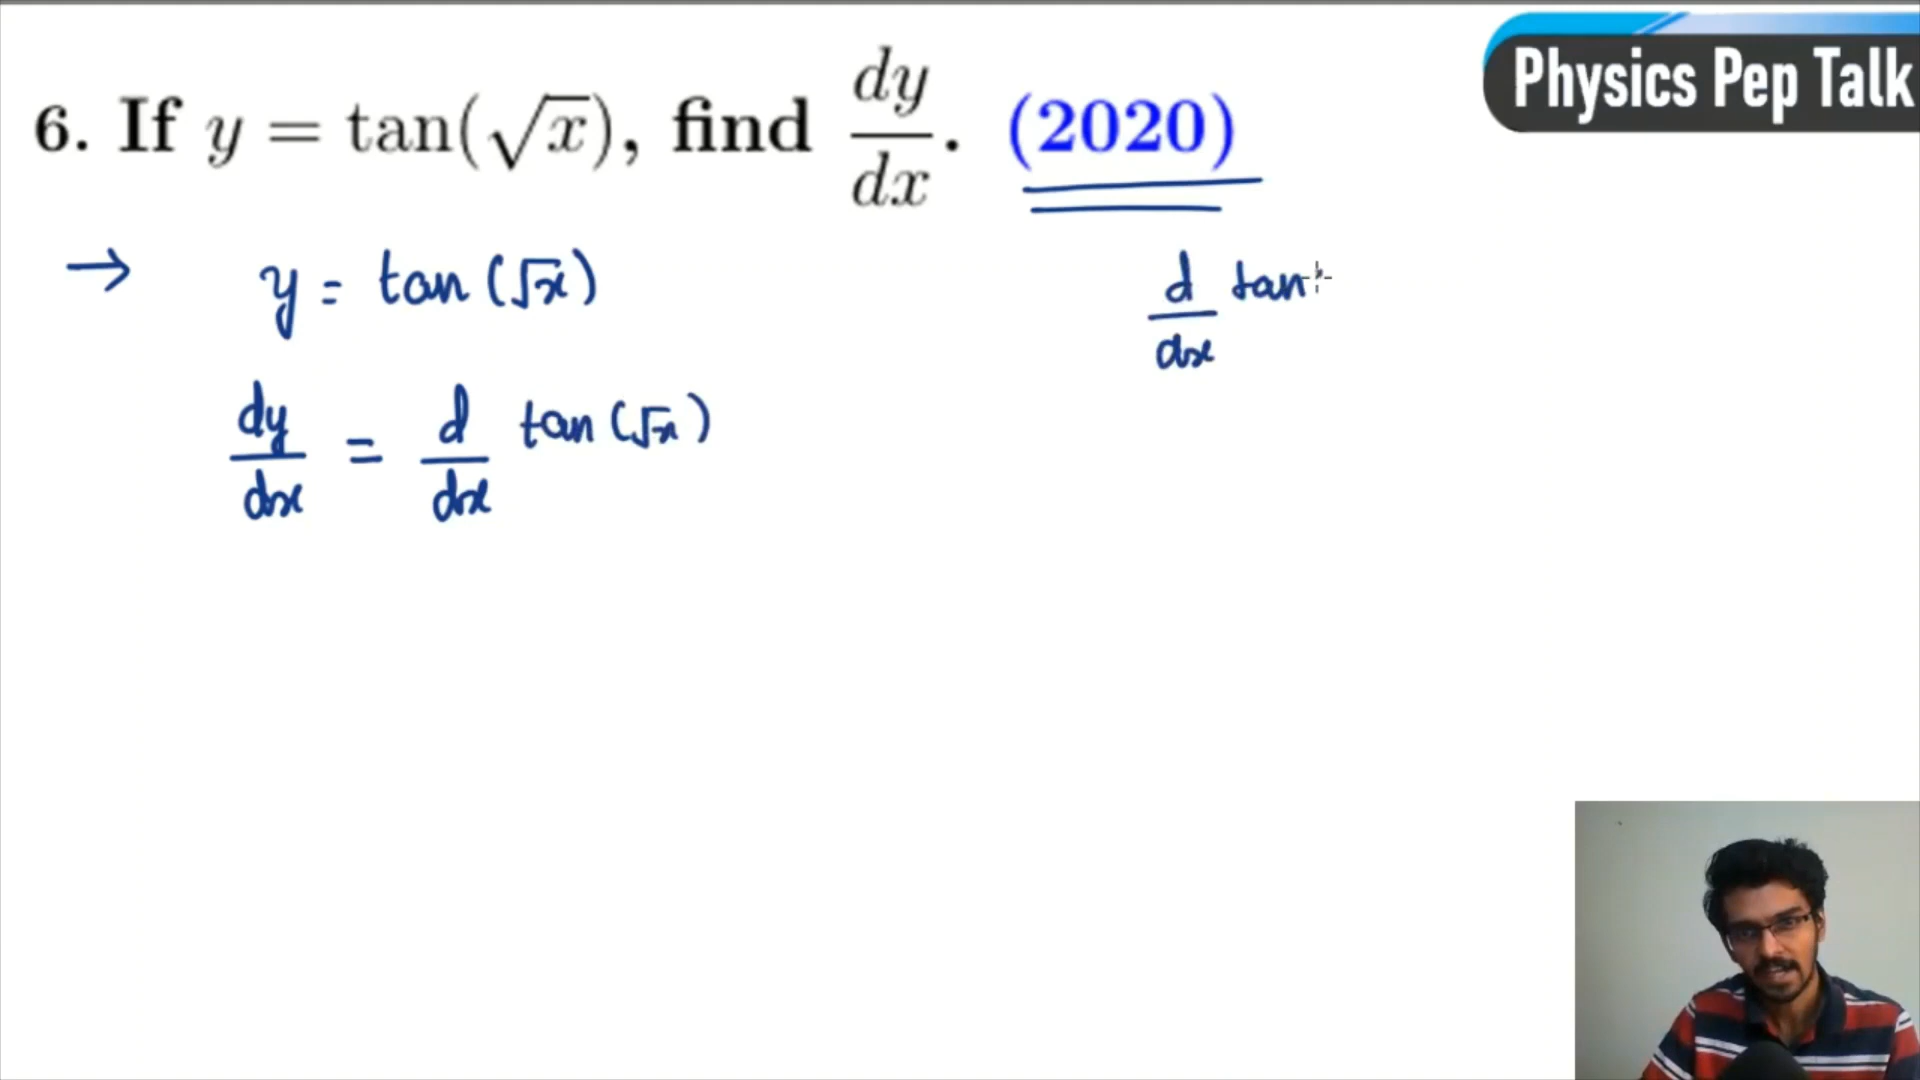 Physics Pep Talk
6. If y = tan(√x), find dy/dx. (2020)
→ y = tan(√x)
d/dx tan
dy/dx = d/dx tan(√x)